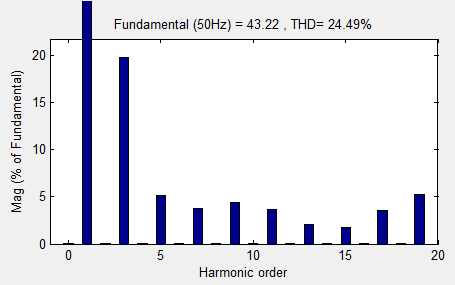 Fundamental (50Hz) = 43.22 , THD= 24.49%
20
15
10
5
0
Mag (% of Fundamental)
0 5 10 15 20
Harmonic order